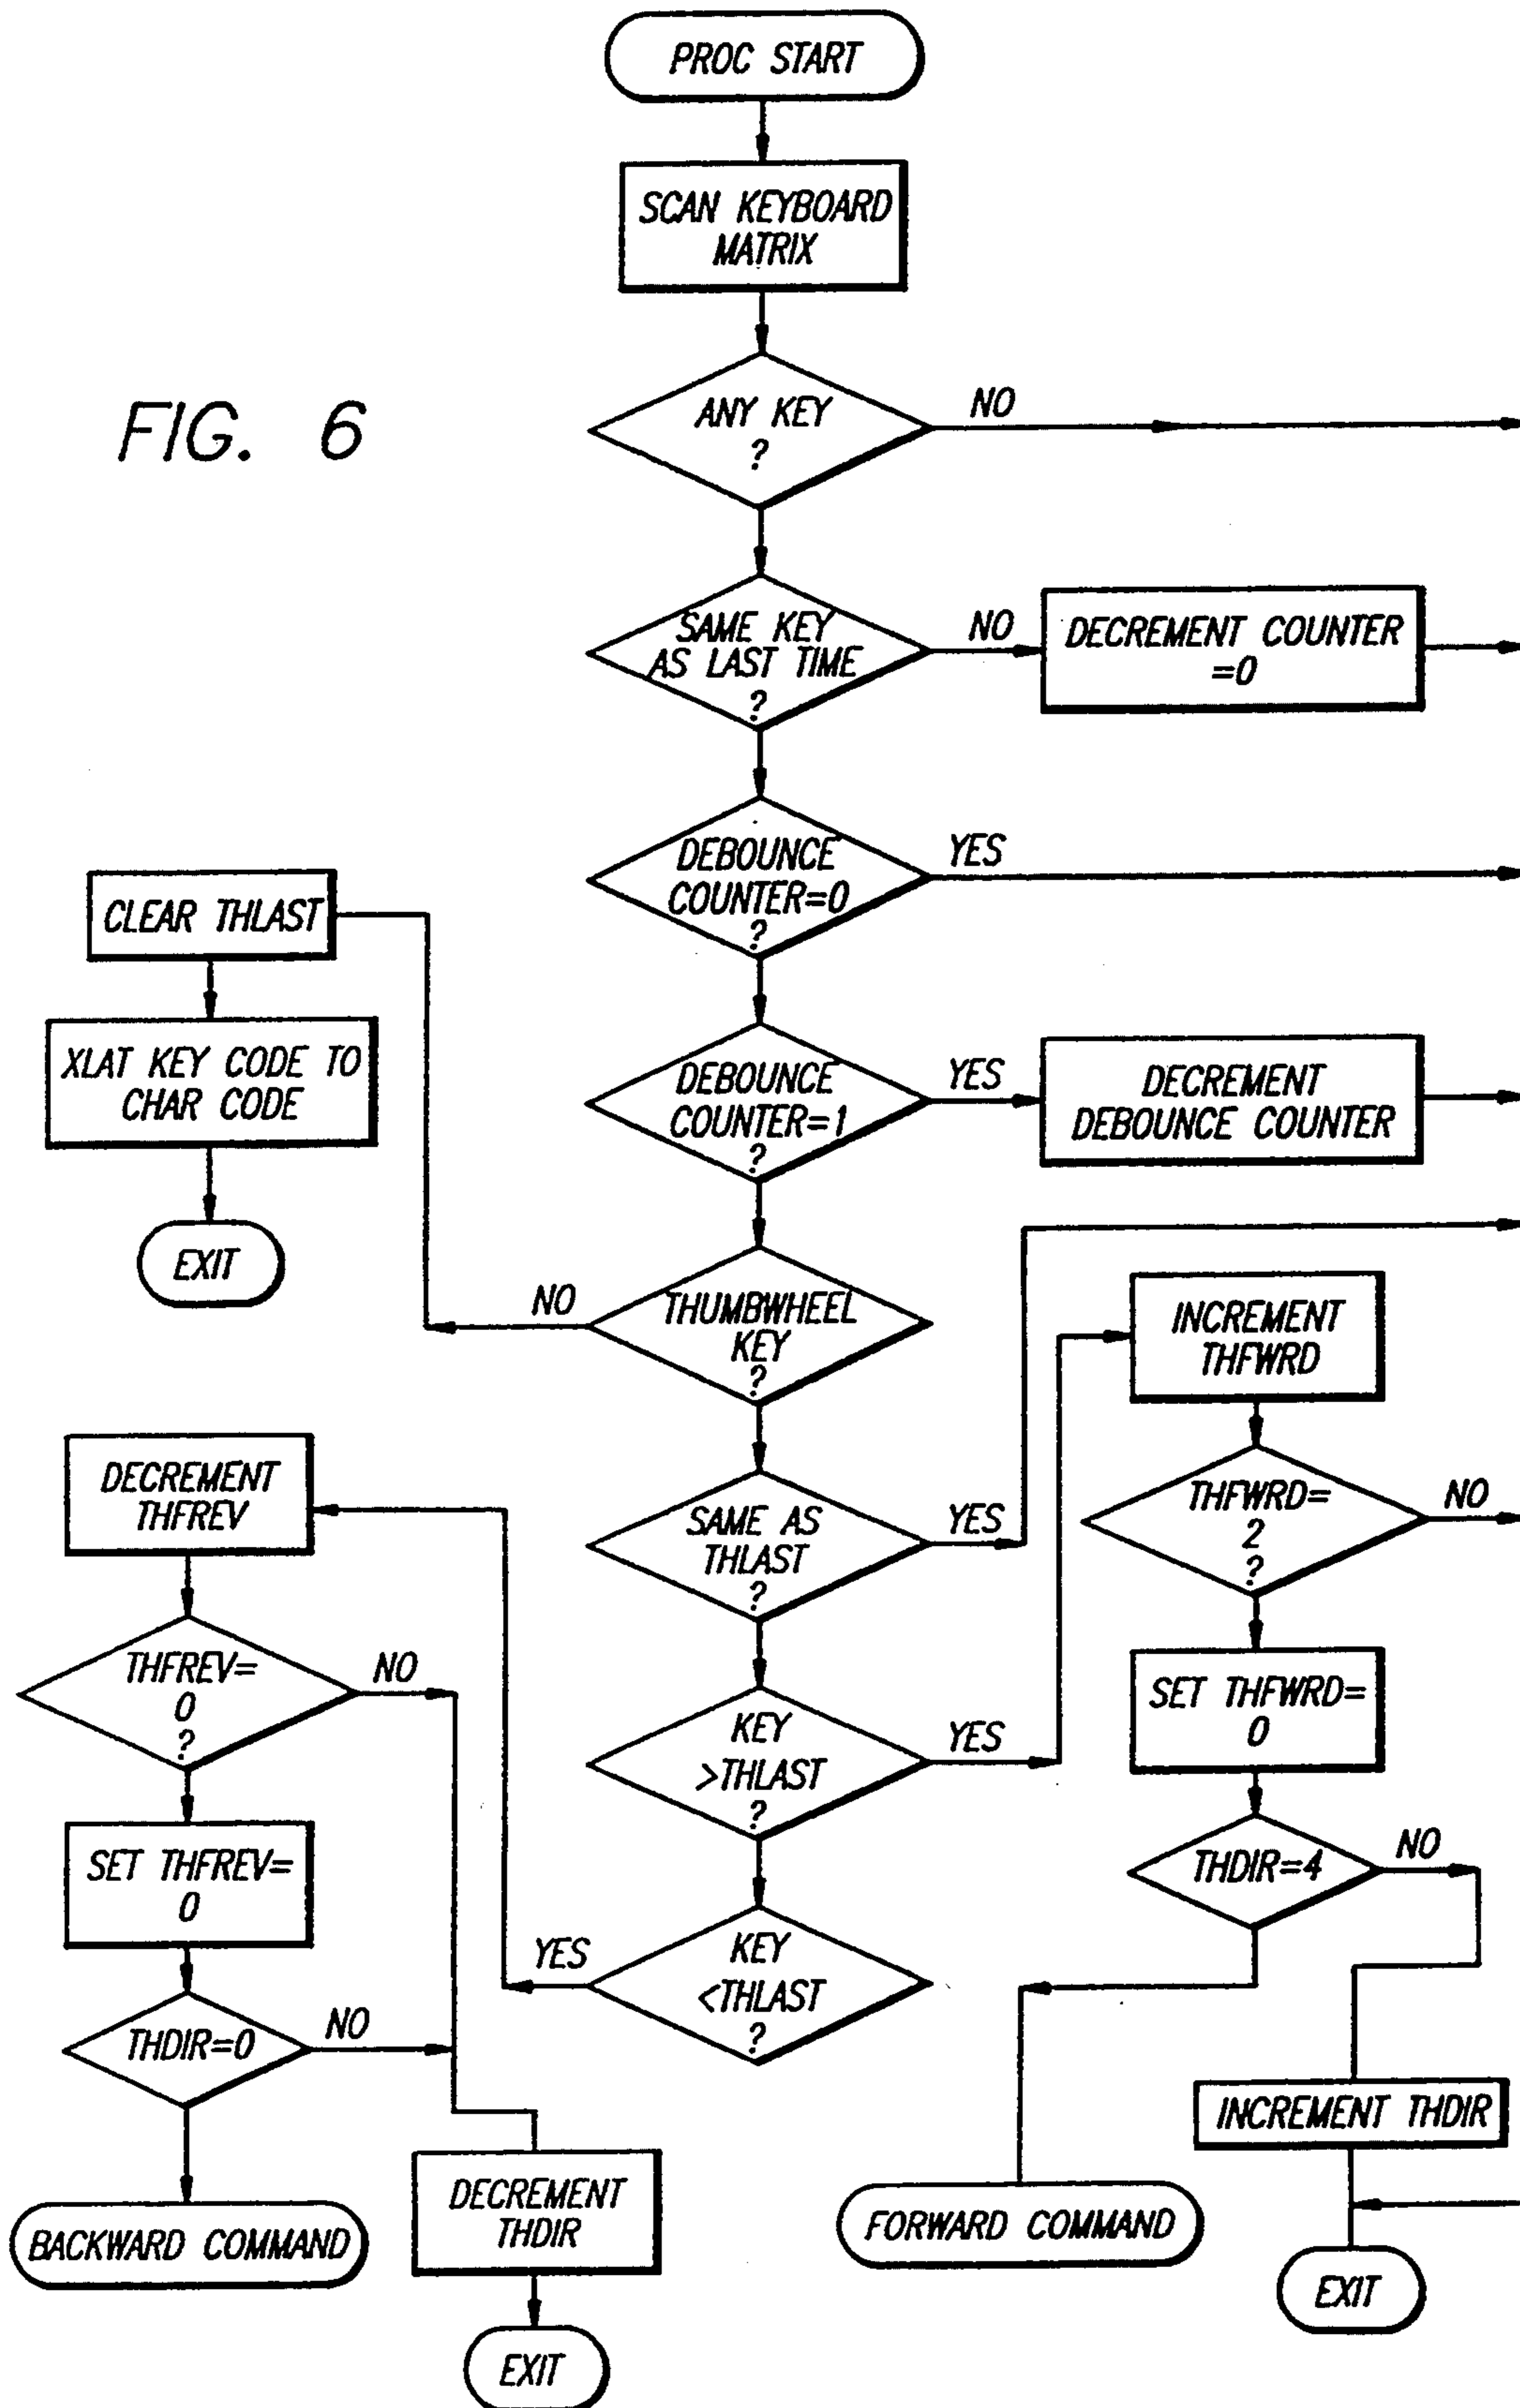 PROC START
SCAN KEYBOARD
MATRIX
FIG. 6
ANY KEY
?
NO
SAME KEY
AS LAST TIME
?
NO
DECREMENT COUNTER
=0
DEBOUNCE
COUNTER=0
?
YES
CLEAR THLAST
XLAT KEY CODE TO
CHAR CODE
EXIT
DEBOUNCE
COUNTER=1
?
YES
DECREMENT
DEBOUNCE COUNTER
THUMBWHEEL
KEY
?
NO
INCREMENT
THFWRD
DECREMENT
THFREV
SAME AS
THLAST
?
YES
THFWRD=
2
?
NO
THFREV=
0
?
NO
KEY
>THLAST
?
YES
SET THFWRD=
0
SET THFREV=
0
THDIR=4
NO
KEY
<THLAST
?
YES
THDIR=0
NO
INCREMENT THDIR
BACKWARD COMMAND
DECREMENT
THDIR
FORWARD COMMAND
EXIT
EXIT